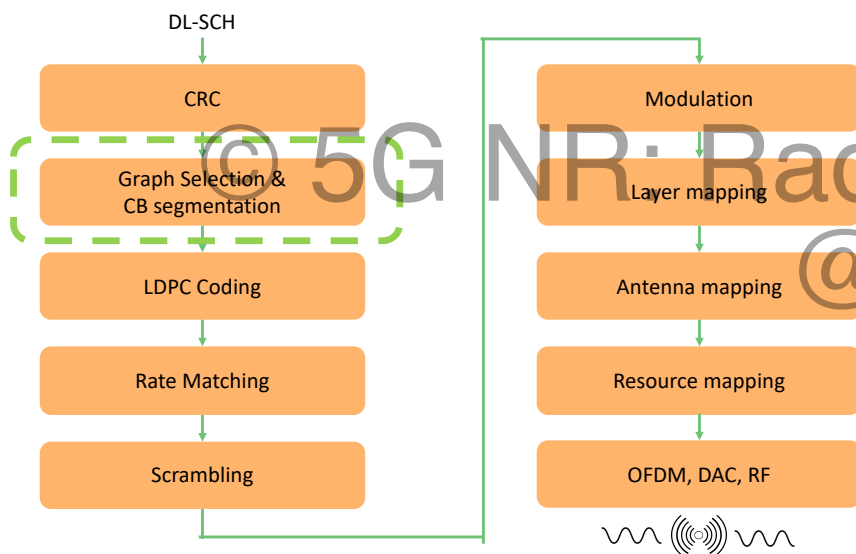 DL-SCH
CRC
Graph Selection &
CB segmentation
LDPC Coding
Rate Matching
Scrambling
Modulation
Layer mapping
Antenna mapping
Resource mapping
OFDM, DAC, RF
© 5G NR: Rad
@